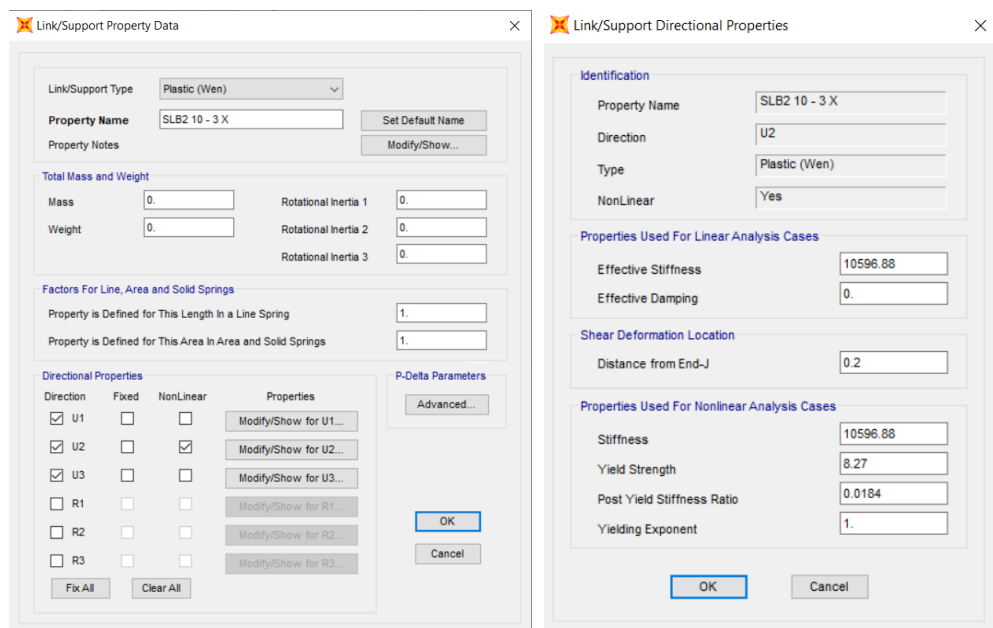 Link/Support Property Data
Link/Support Type Plastic (Wen)
Property Name SLB2 10 - 3 X Set Default Name
Property Notes Modify/Show...
Total Mass and Weight
Mass 0. Rotational Inertia 1 0.
Weight 0. Rotational Inertia 2 0.
Rotational Inertia 3 0.
Factors For Line, Area and Solid Springs
Property is Defined for This Length In a Line Spring 1.
Property is Defined for This Area In Area and Solid Springs 1.
Directional Properties
Direction Fixed NonLinear Properties
U1 Modify/Show for U1...
U2 Modify/Show for U2...
U3 Modify/Show for U3...
R1 Modify/Show for R1...
R2 Modify/Show for R2...
R3 Modify/Show for R3...
Fix All Clear All
P-Delta Parameters
Advanced...
OK
Cancel
Link/Support Directional Properties
Identification
Property Name SLB2 10 - 3 X
Direction U2
Type Plastic (Wen)
NonLinear Yes
Properties Used For Linear Analysis Cases
Effective Stiffness 10596.88
Effective Damping 0.
Shear Deformation Location
Distance from End-J 0.2
Properties Used For Nonlinear Analysis Cases
Stiffness 10596.88
Yield Strength 8.27
Post Yield Stiffness Ratio 0.0184
Yielding Exponent 1.
OK Cancel